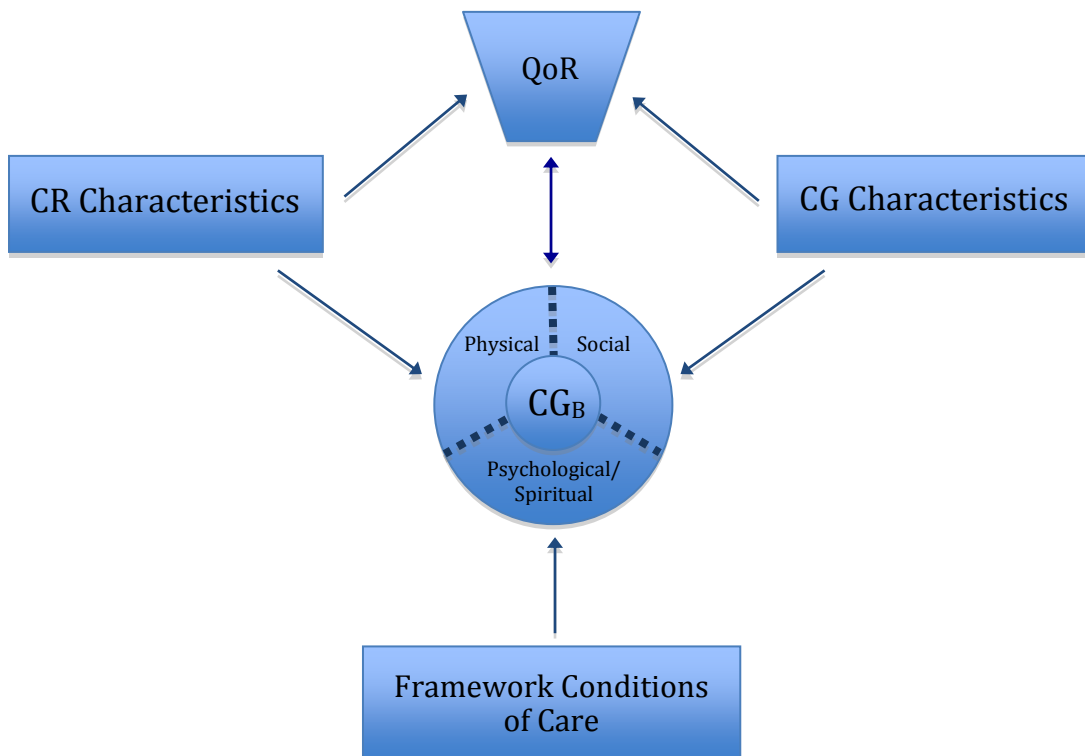 QoR
CR Characteristics
CG Characteristics
Physical
Social
CGB
Psychological/
Spiritual
Framework Conditions
of Care